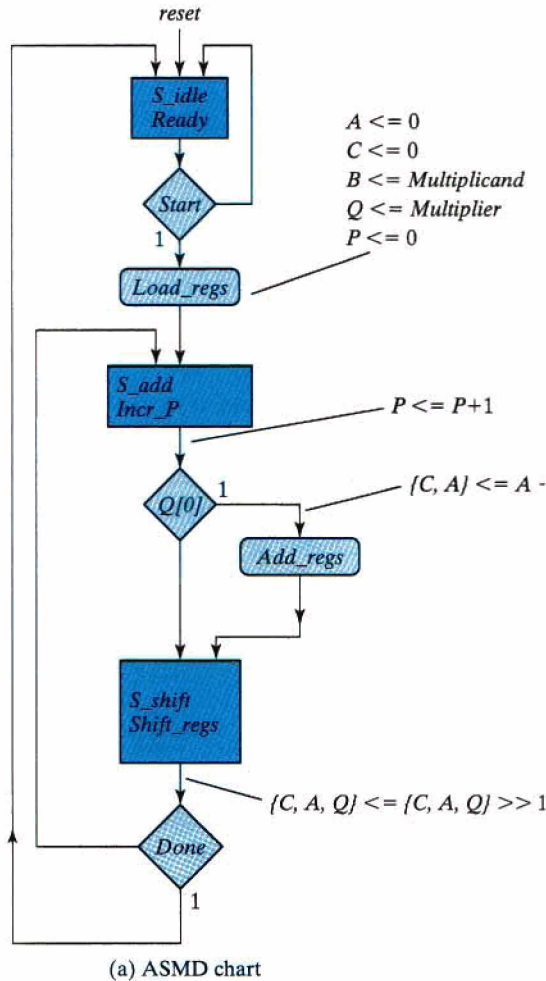 reset
S_idle
Ready
A <= 0
C <= 0
B <= Multiplicand
Q <= Multiplier
P <= 0
Start
1
Load_regs
S_add
Incr_P
P <= P+1
Q[0]
1
{C, A} <= A -
Add_regs
S_shift
Shift_regs
{C, A, Q} <= {C, A, Q} >> 1
Done
1
(a) ASMD chart